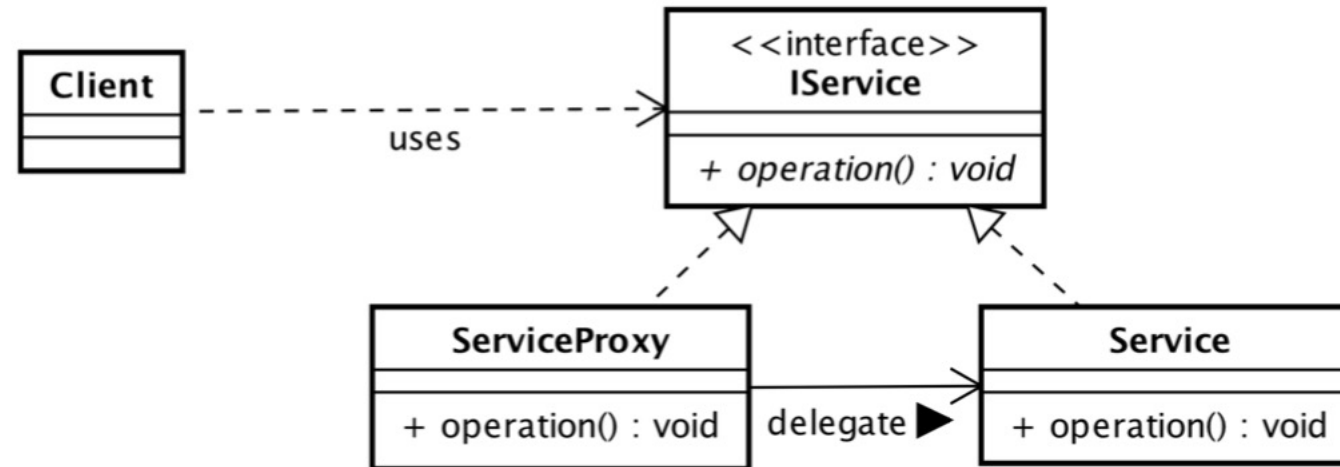 Client
uses
<<interface>>
IService
+ operation() : void
ServiceProxy
+ operation() : void
delegate
Service
+ operation() : void